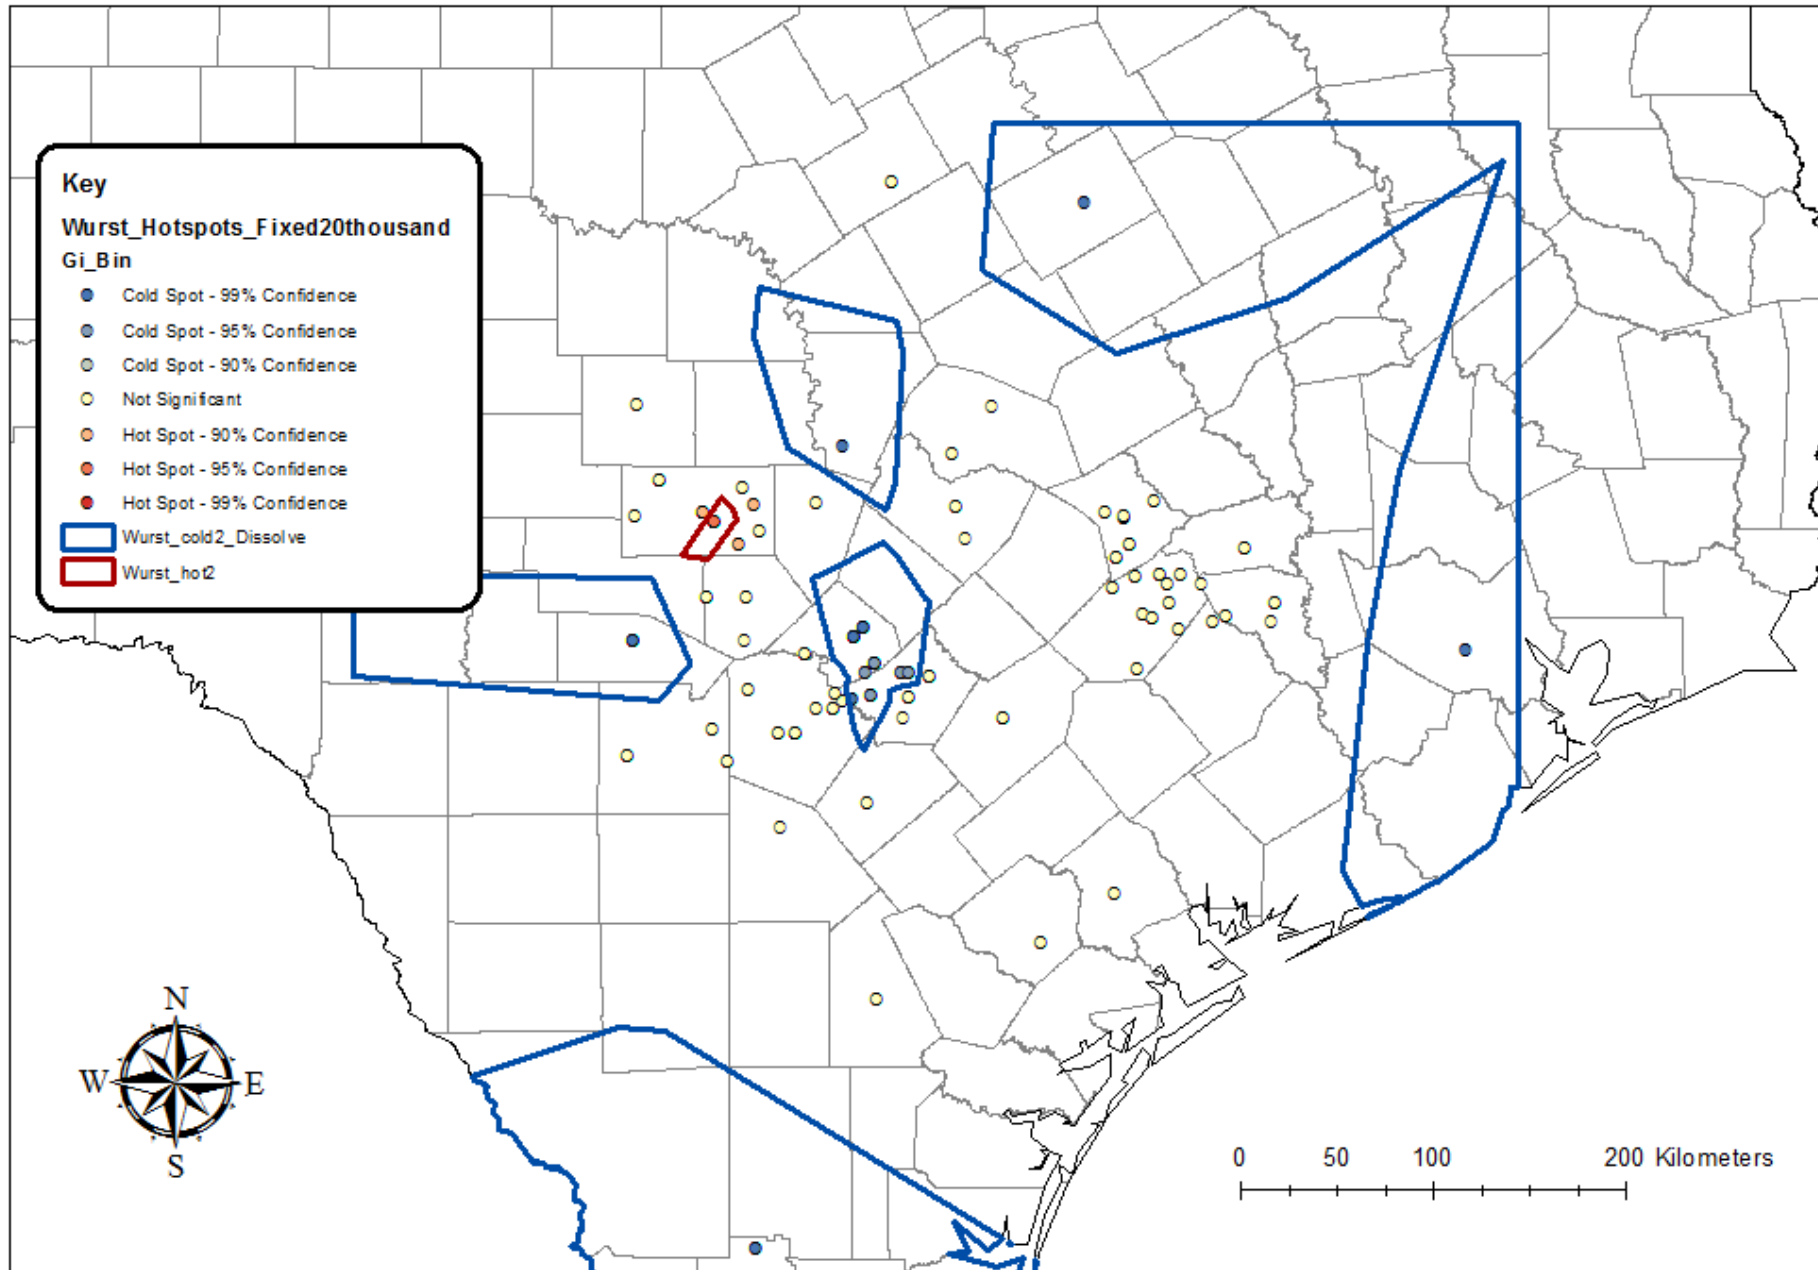 Key
Wurst_Hotspots_Fixed20thousand
Gi_Bin
Cold Spot - 99% Confidence
Cold Spot - 95% Confidence
Cold Spot - 90% Confidence
Not Significant
Hot Spot - 90% Confidence
Hot Spot - 95% Confidence
Hot Spot - 99% Confidence
Wurst_cold2_Dissolve
Wurst_hot2
N
W E
S
0 50 100 200 Kilometers